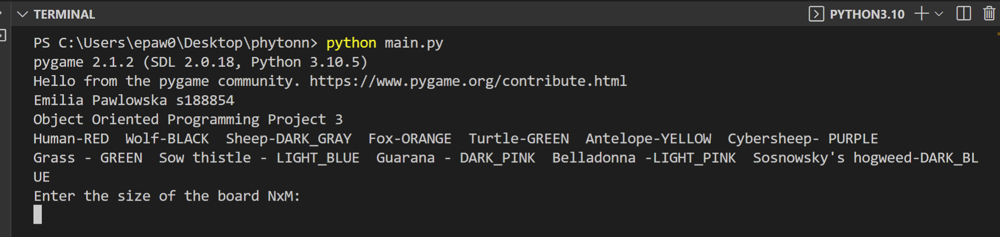 TERMINAL
PYTHON3.10
PS C:\Users\epaw0\Desktop\phytonn> python main.py
pygame 2.1.2 (SDL 2.0.18, Python 3.10.5)
Hello from the pygame community. https://www.pygame.org/contribute.html
Emilia Pawlowska s188854
Object Oriented Programming Project 3
Human-RED  Wolf-BLACK  Sheep-DARK_GRAY  Fox-ORANGE  Turtle-GREEN  Antelope-YELLOW  Cybersheep- PURPLE
Grass - GREEN  Sow thistle - LIGHT_BLUE  Guarana - DARK_PINK  Belladonna -LIGHT_PINK  Sosnowsky's hogweed-DARK_BL
UE
Enter the size of the board NxM: